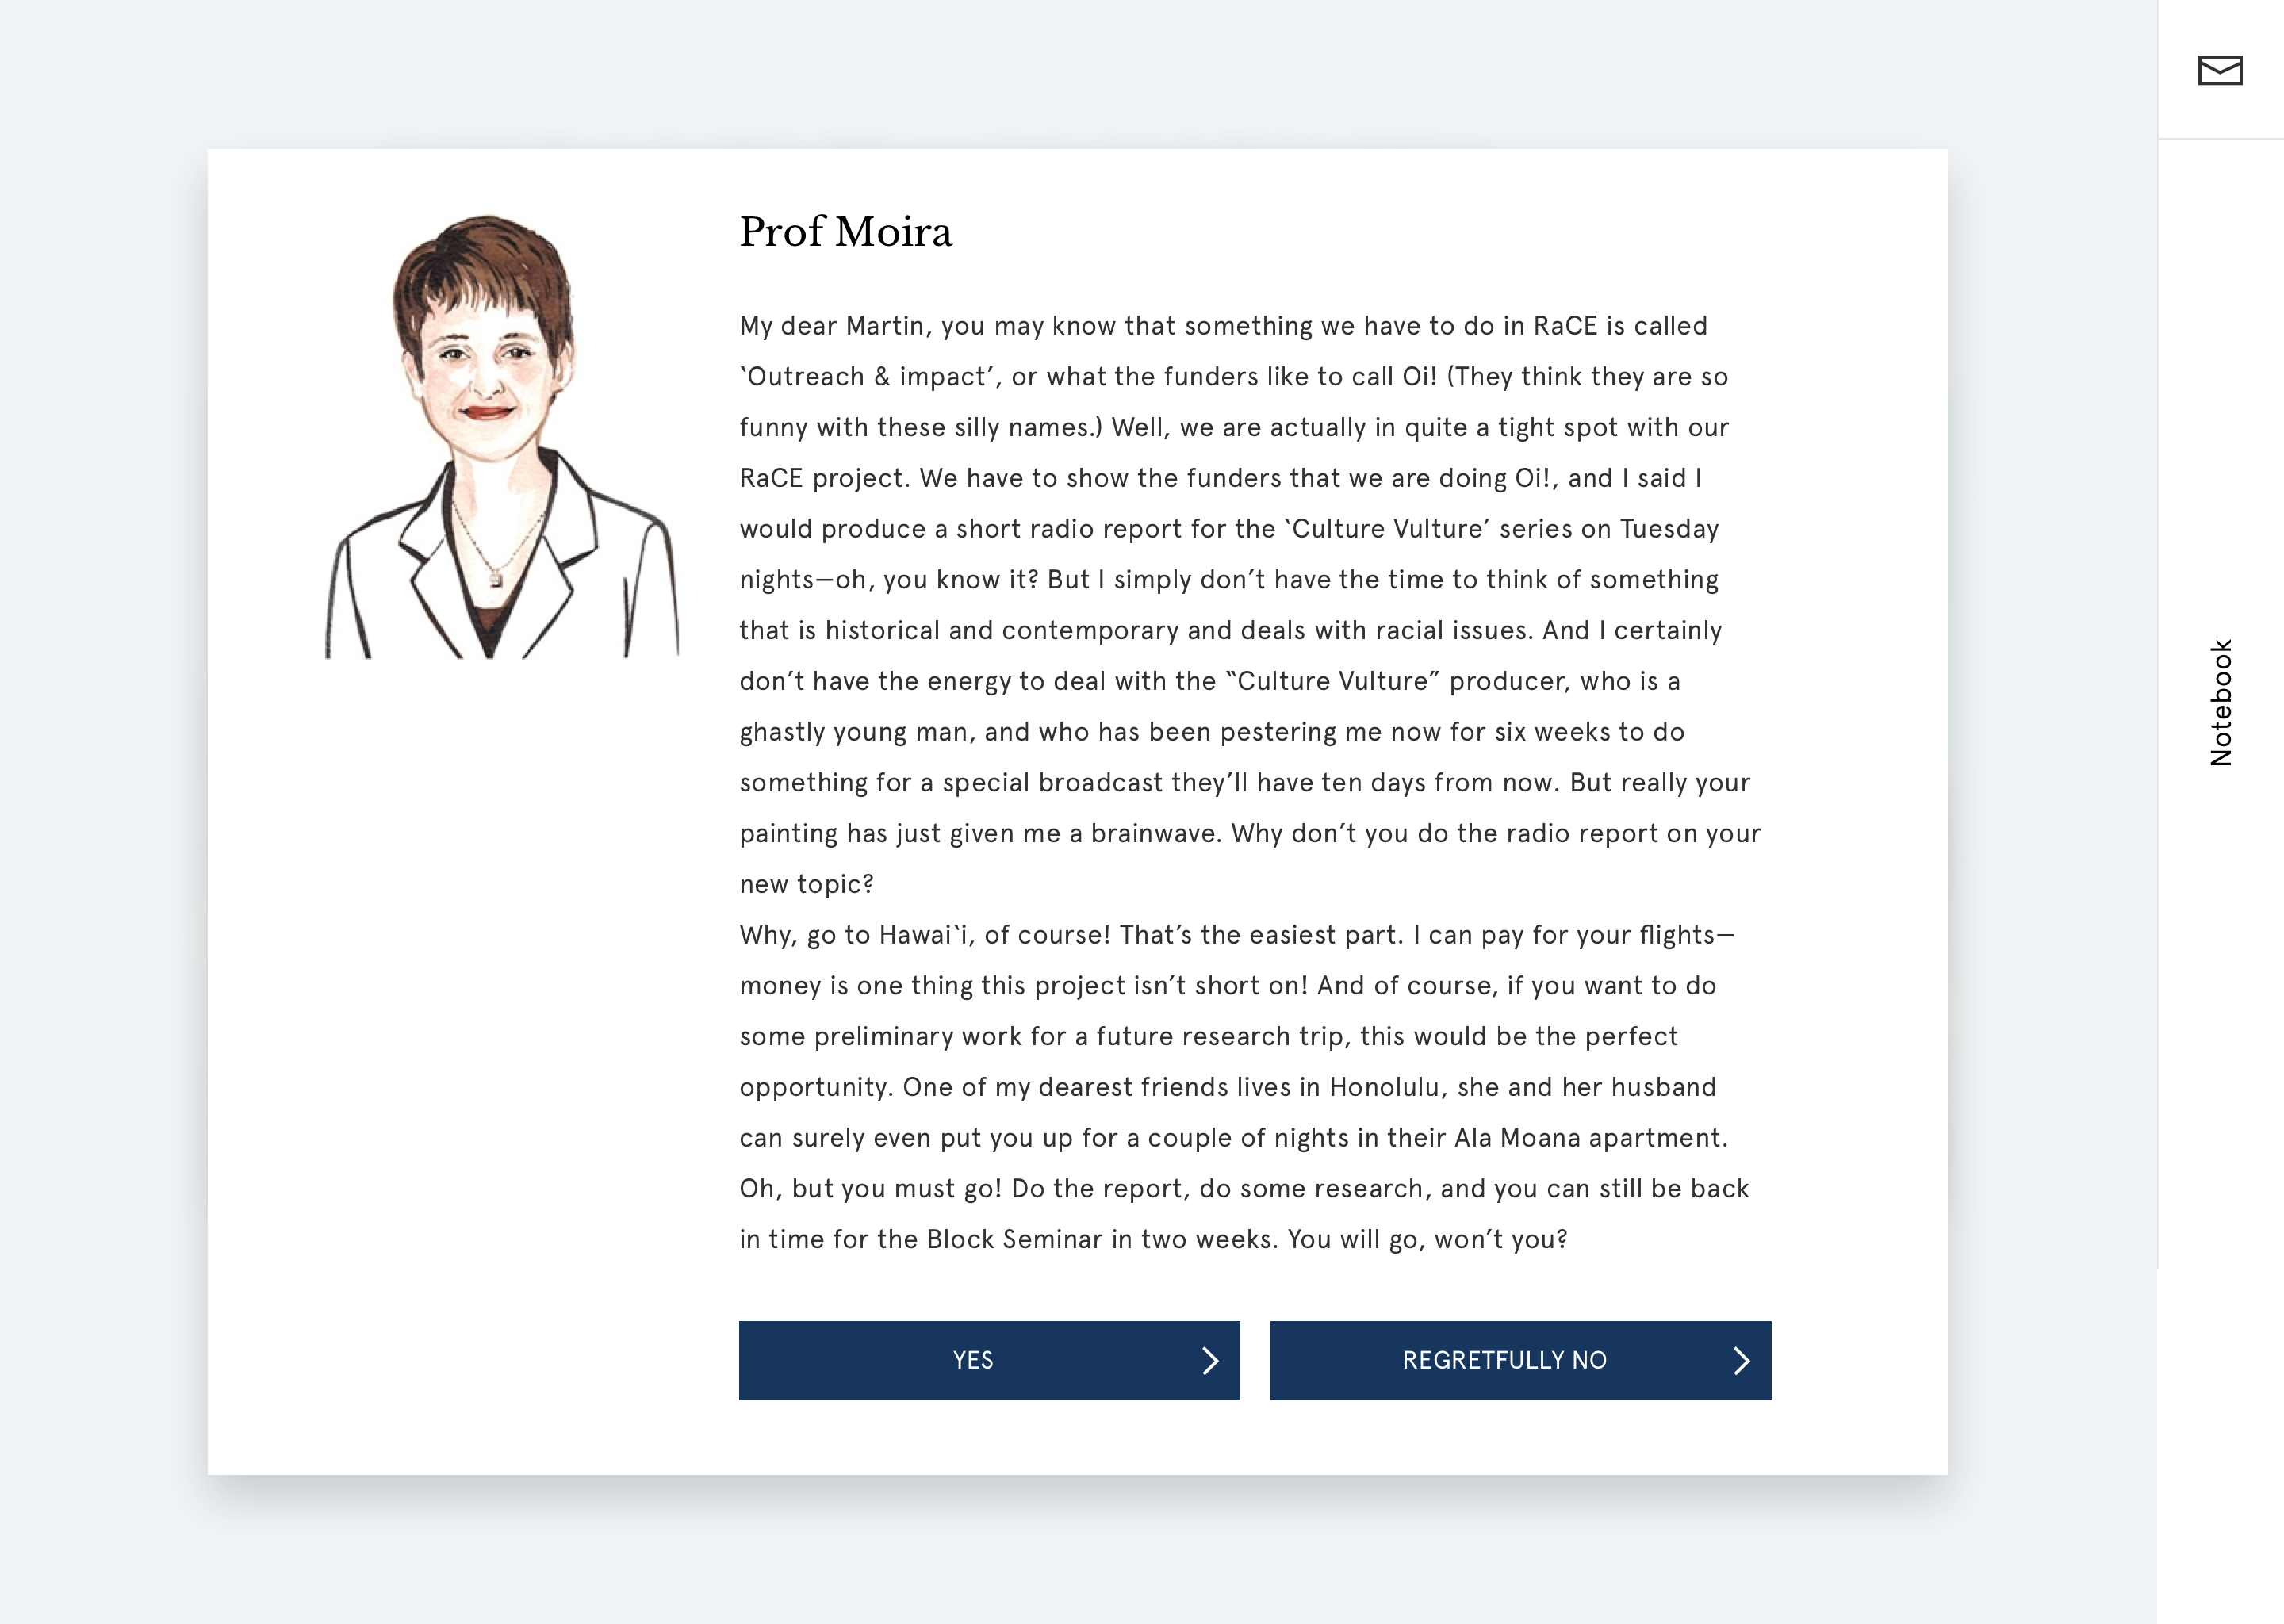 Prof Moira
My dear Martin, you may know that something we have to do in RaCE is called
‘Outreach & impact’, or what the funders like to call Oi! (They think they are so
funny with these silly names.) Well, we are actually in quite a tight spot with our
RaCE project. We have to show the funders that we are doing Oi!, and I said I
would produce a short radio report for the ‘Culture Vulture’ series on Tuesday
nights—oh, you know it? But I simply don’t have the time to think of something
that is historical and contemporary and deals with racial issues. And I certainly
don’t have the energy to deal with the “Culture Vulture” producer, who is a
ghastly young man, and who has been pestering me now for six weeks to do
something for a special broadcast they’ll have ten days from now. But really your
painting has just given me a brainwave. Why don’t you do the radio report on your
new topic?
Why, go to Hawai‘i, of course! That’s the easiest part. I can pay for your flights—
money is one thing this project isn’t short on! And of course, if you want to do
some preliminary work for a future research trip, this would be the perfect
opportunity. One of my dearest friends lives in Honolulu, she and her husband
can surely even put you up for a couple of nights in their Ala Moana apartment.
Oh, but you must go! Do the report, do some research, and you can still be back
in time for the Block Seminar in two weeks. You will go, won’t you?
YES
REGRETFULLY NO
Notebook